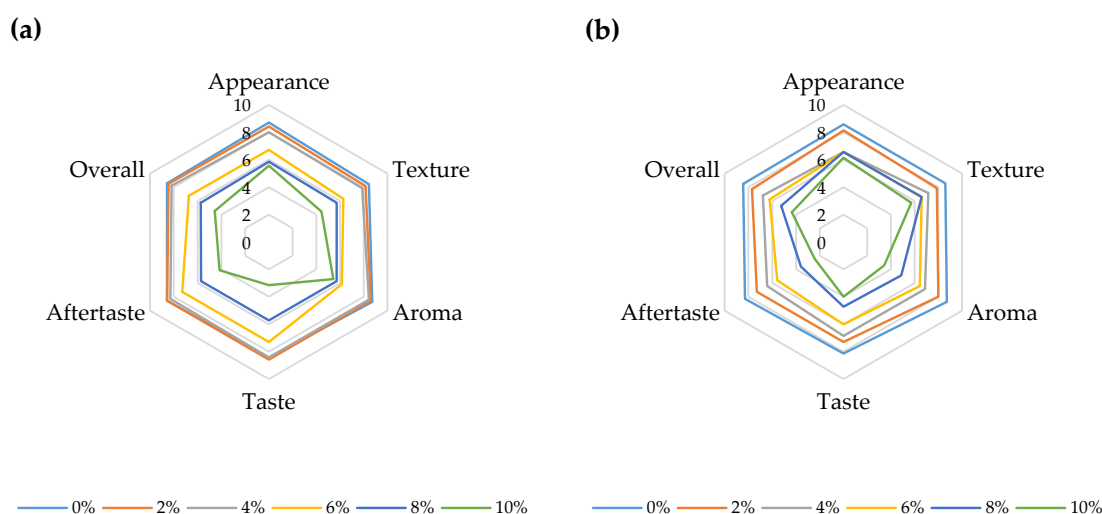 (a)
Appearance
10
8
6
4
2
0
Texture
Aroma
Taste
Aftertaste
Overall
0% 2% 4% 6% 8% 10%
(b)
Appearance
10
8
6
4
2
0
Texture
Aroma
Taste
Aftertaste
Overall
0% 2% 4% 6% 8% 10%